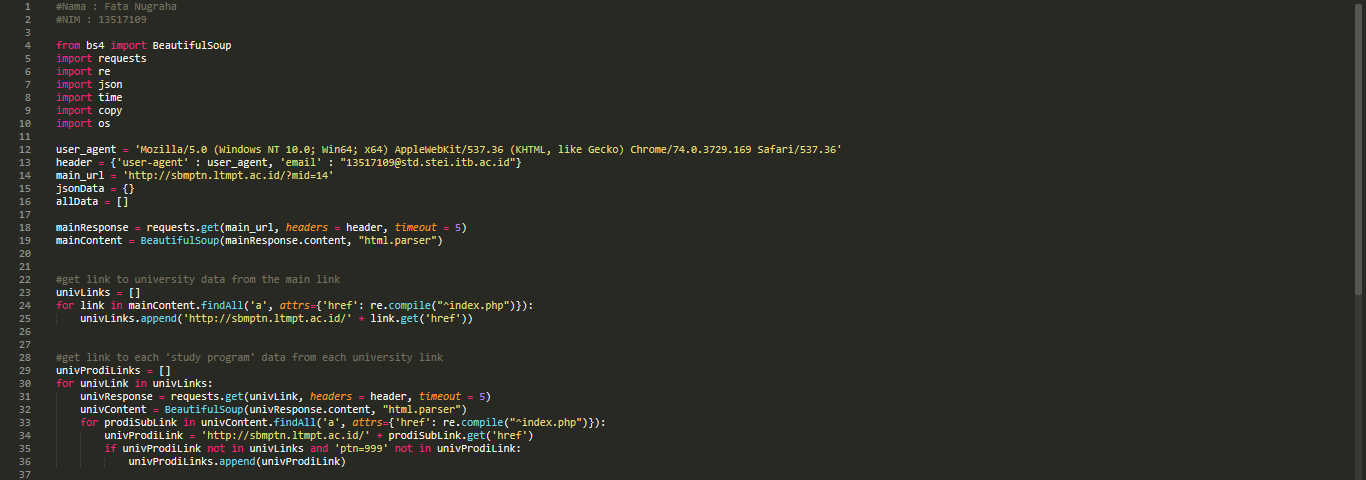 1 #Nama : Fata Nugraha
2 #NIM : 13517109
3
4 from bs4 import BeautifulSoup
5 import requests
6 import re
7 import json
8 import time
9 import copy
10 import os
11
12 user_agent = 'Mozilla/5.0 (Windows NT 10.0; Win64; x64) AppleWebKit/537.36 (KHTML, like Gecko) Chrome/74.0.3729.169 Safari/537.36'
13 header = {'user-agent' : user_agent, 'email' : "13517109@std.stei.itb.ac.id"}
14 main_url = 'http://sbmptn.ltmpt.ac.id/?mid=14'
15 jsonData = {}
16 allData = []
17
18 mainResponse = requests.get(main_url, headers = header, timeout = 5)
19 mainContent = BeautifulSoup(mainResponse.content, "html.parser")
20
21
22 #get link to university data from the main link
23 univLinks = []
24 for link in mainContent.findAll('a', attrs={'href': re.compile("^index.php")}):
25     univLinks.append('http://sbmptn.ltmpt.ac.id/' + link.get('href'))
26
27
28 #get link to each 'study program' data from each university link
29 univProdiLinks = []
30 for univLink in univLinks:
31     univResponse = requests.get(univLink, headers = header, timeout = 5)
32     univContent = BeautifulSoup(univResponse.content, "html.parser")
33     for prodiSubLink in univContent.findAll('a', attrs={'href': re.compile("^index.php")}):
34         univProdiLink = 'http://sbmptn.ltmpt.ac.id/' + prodiSubLink.get('href')
35         if univProdiLink not in univLinks and 'ptn=999' not in univProdiLink:
36             univProdiLinks.append(univProdiLink)
37